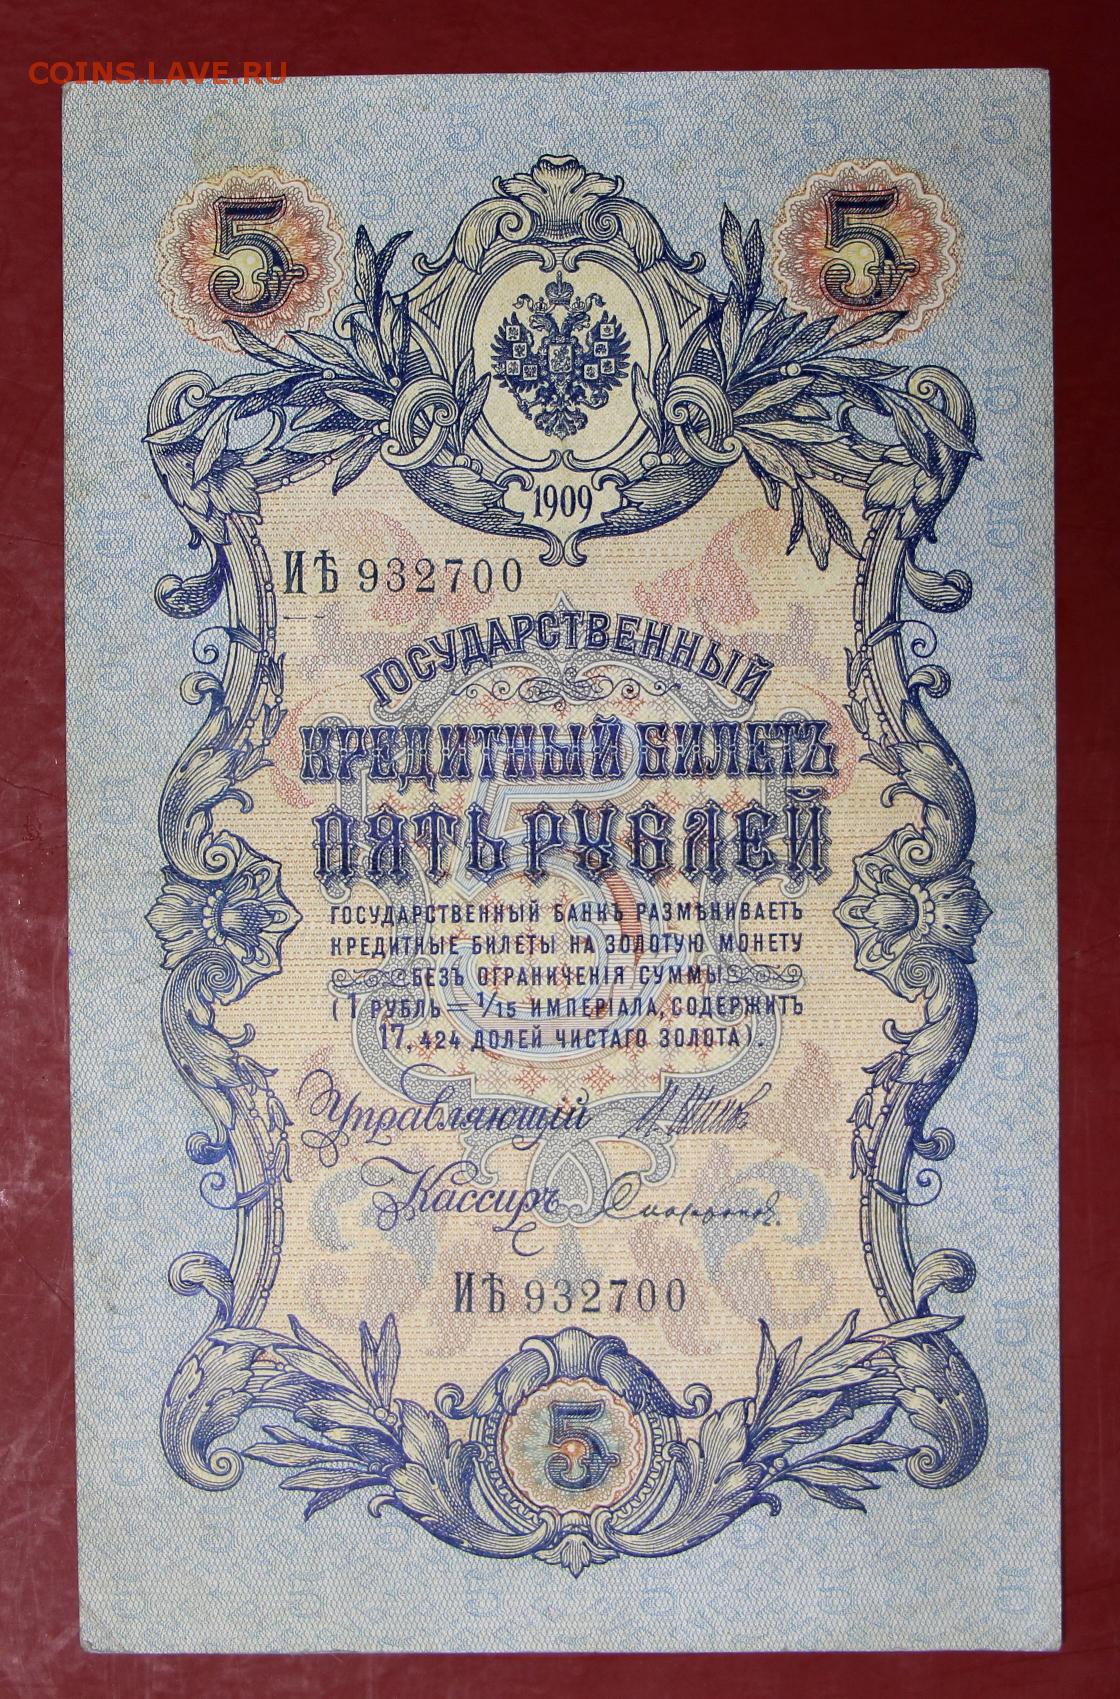 COINS.LAVE.RU
5 5
1909
ИѢ 932700
ГОСУДАРСТВЕННЫЙ
КРЕДИТНЫЙ БИЛЕТЪ
ПЯТЬ РУБЛЕЙ
ГОСУДАРСТВЕННЫЙ БАНКЪ РАЗМѢНИВАЕТЪ
КРЕДИТНЫЕ БИЛЕТЫ НА ЗОЛОТУЮ МОНЕТУ
БЕЗЪ ОГРАНИЧЕНІЯ СУММЫ
(1 РУБЛЬ = 1/15 ИМПЕРІАЛА, СОДЕРЖИТЪ
17,424 ДОЛЕЙ ЧИСТАГО ЗОЛОТА).
Управляющій
Кассиръ
ИѢ 932700
5